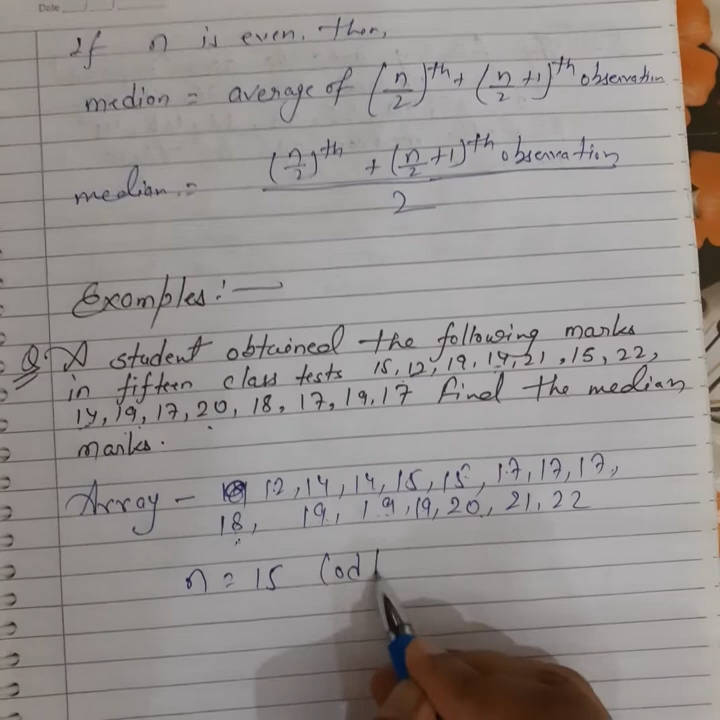 Date
If n is even. then,
median = average of (n/2)^th + (n/2 +1)^th observation
median = (n/2)^th + (n/2 +1)^th observation
2
Examples :—
Q. A student obtained the following marks
in fifteen class tests 15, 12, 19, 14, 21, 15, 22,
14, 19, 17, 20, 18, 17, 19, 17 find the median
marks.
Array — 12, 14, 14, 15, 15, 17, 17, 17,
18, 19, 19, 19, 20, 21, 22
n = 15 (od